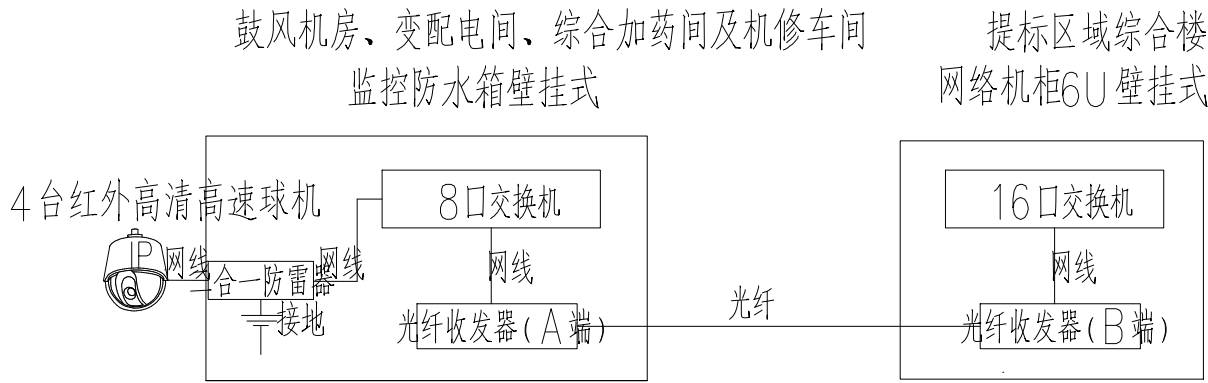 鼓风机房、变配电间、综合加药间及机修车间
监控防水箱壁挂式
提标区域综合楼
网络机柜6U壁挂式
4台红外高清高速球机
8口交换机
16口交换机
IP
网线
网线
网线
网线
二合一防雷器
接地
光纤收发器(A端)
光纤
光纤收发器(B端)